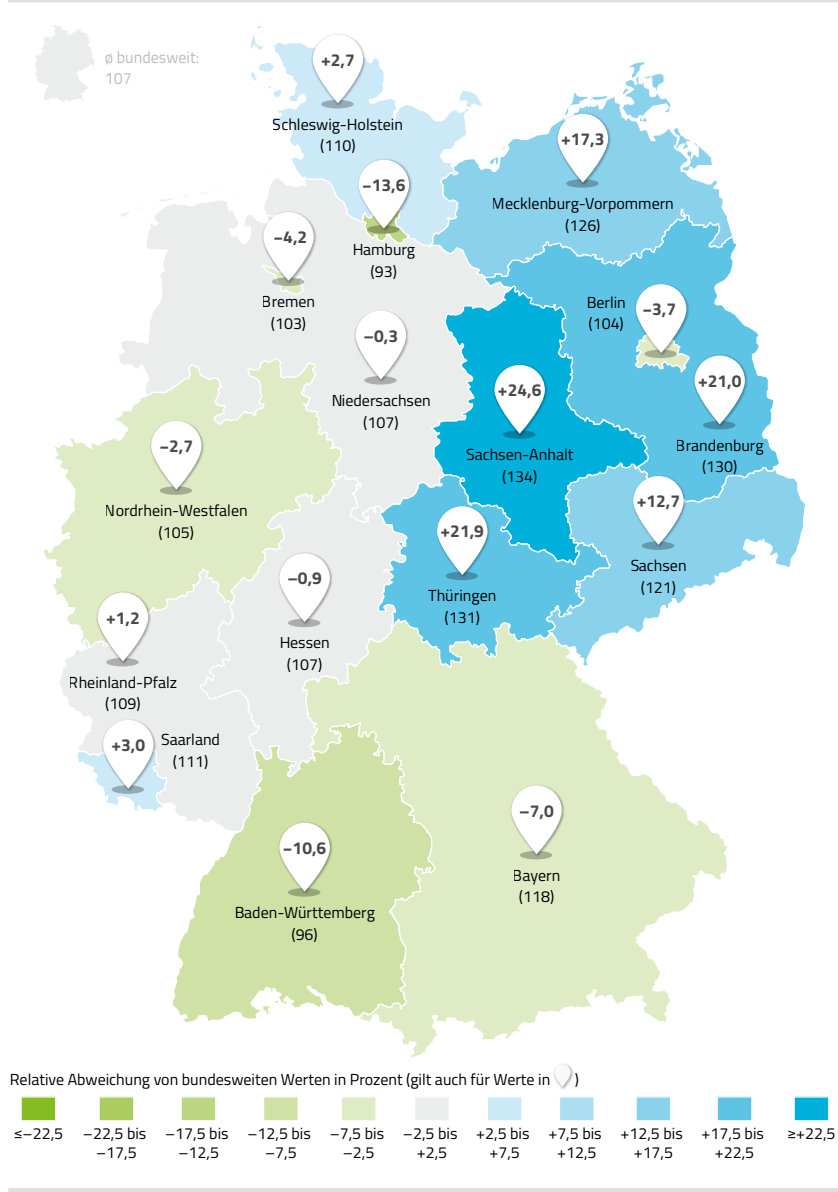 ø bundesweit:
107
+2,7
Schleswig-Holstein
(110)
+17,3
Mecklenburg-Vorpommern
(126)
−13,6
Hamburg
(93)
−4,2
Bremen
(103)
Berlin
(104)
−3,7
−0,3
Niedersachsen
(107)
+24,6
Sachsen-Anhalt
(134)
+21,0
Brandenburg
(130)
−2,7
Nordrhein-Westfalen
(105)
+12,7
Sachsen
(121)
+21,9
Thüringen
(131)
−0,9
Hessen
(107)
+1,2
Rheinland-Pfalz
(109)
+3,0
Saarland
(111)
−7,0
Bayern
(118)
−10,6
Baden-Württemberg
(96)
Relative Abweichung von bundesweiten Werten in Prozent (gilt auch für Werte in )
≤−22,5
−22,5 bis
−17,5
−17,5 bis
−12,5
−12,5 bis
−7,5
−7,5 bis
−2,5
−2,5 bis
+2,5
+2,5 bis
+7,5
+7,5 bis
+12,5
+12,5 bis
+17,5
+17,5 bis
+22,5
≥+22,5